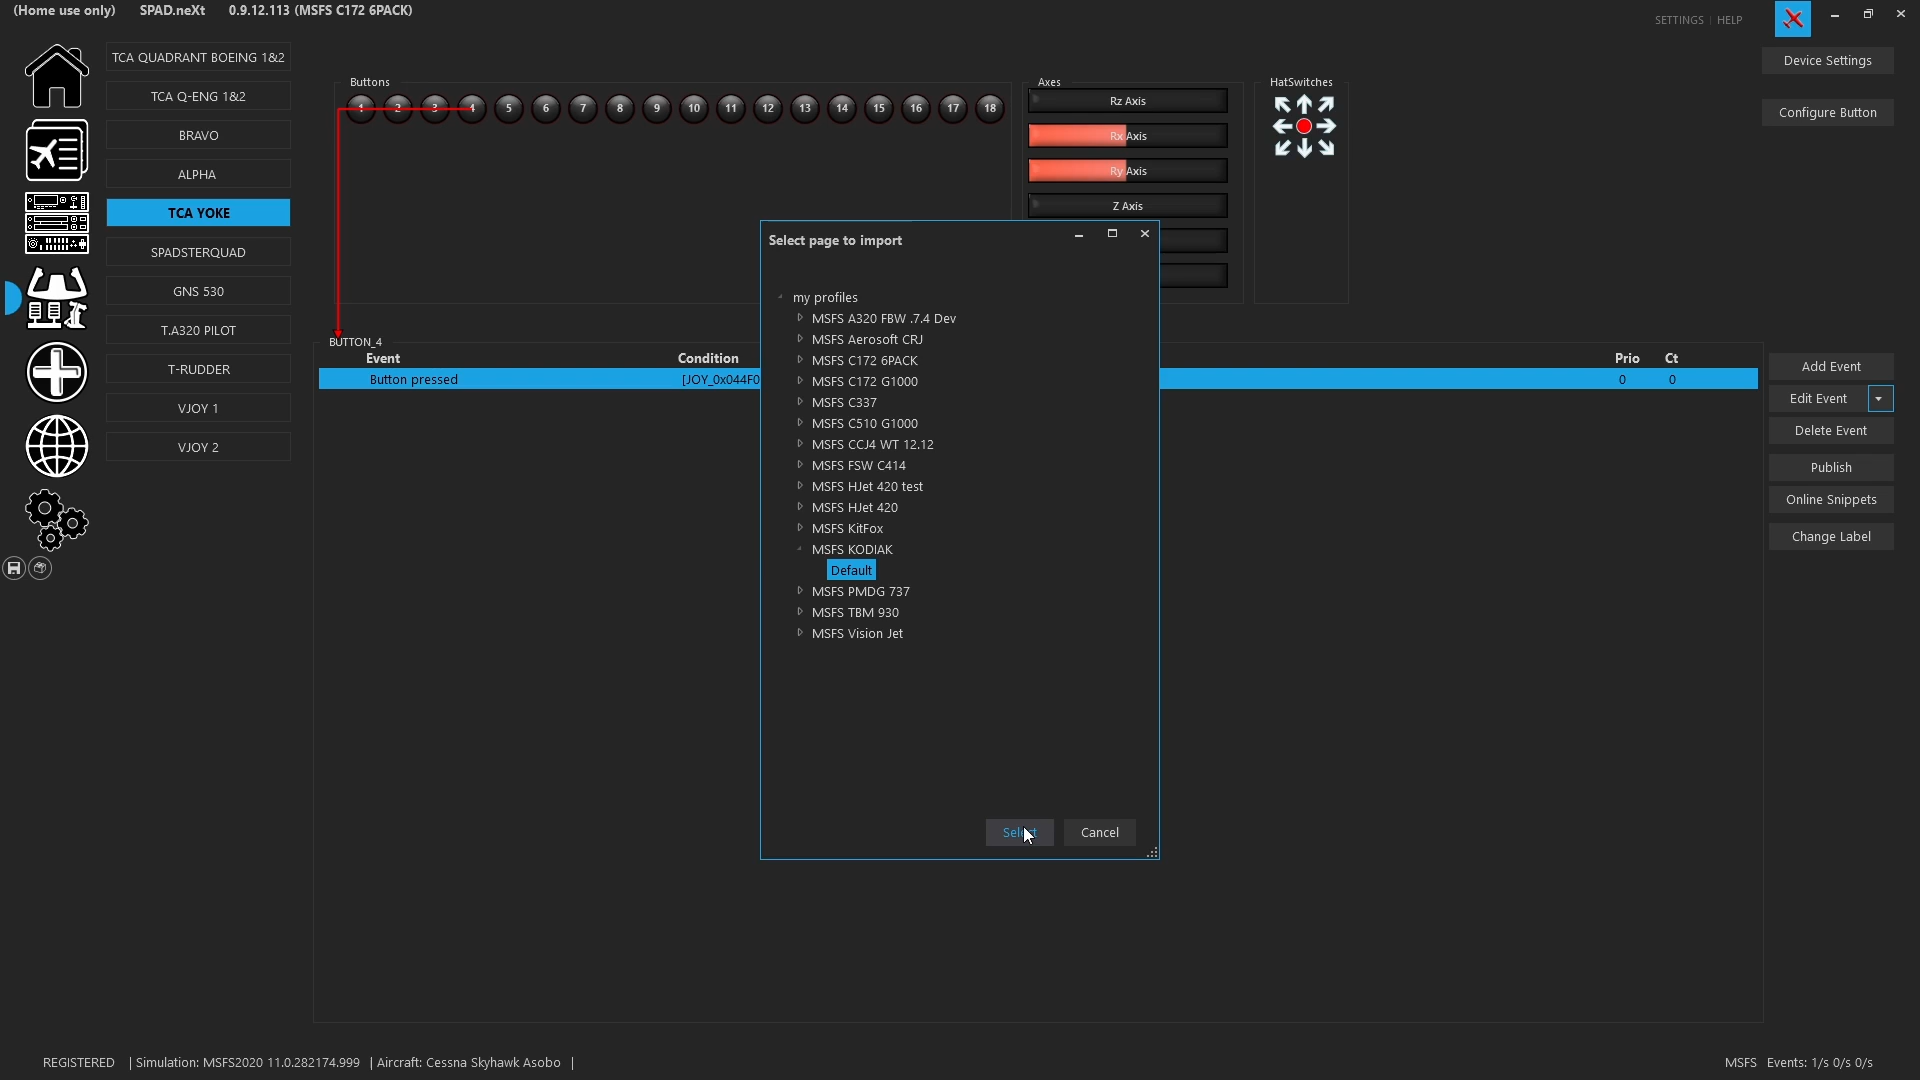 (Home use only) SPAD.neXt 0.9.12.113 (MSFS C172 6PACK)
SETTINGS | HELP
TCA QUADRANT BOEING 1&2
TCA Q-ENG 1&2
BRAVO
ALPHA
TCA YOKE
SPADSTERQUAD
GNS 530
T.A320 PILOT
T-RUDDER
VJOY 1
VJOY 2
Buttons
1 2 3 4 5 6 7 8 9 10 11 12 13 14 15 16 17 18
Axes
Rz Axis
Rx Axis
Ry Axis
Z Axis
HatSwitches
Device Settings
Configure Button
BUTTON_4
Event Condition Prio Ct
Button pressed [JOY_0x044F0 0 0
Select page to import
my profiles
MSFS A320 FBW .7.4 Dev
MSFS Aerosoft CRJ
MSFS C172 6PACK
MSFS C172 G1000
MSFS C337
MSFS C510 G1000
MSFS CCJ4 WT 12.12
MSFS FSW C414
MSFS HJet 420 test
MSFS HJet 420
MSFS KitFox
MSFS KODIAK
Default
MSFS PMDG 737
MSFS TBM 930
MSFS Vision Jet
Select Cancel
Add Event
Edit Event
Delete Event
Publish
Online Snippets
Change Label
REGISTERED | Simulation: MSFS2020 11.0.282174.999 | Aircraft: Cessna Skyhawk Asobo |
MSFS Events: 1/s 0/s 0/s